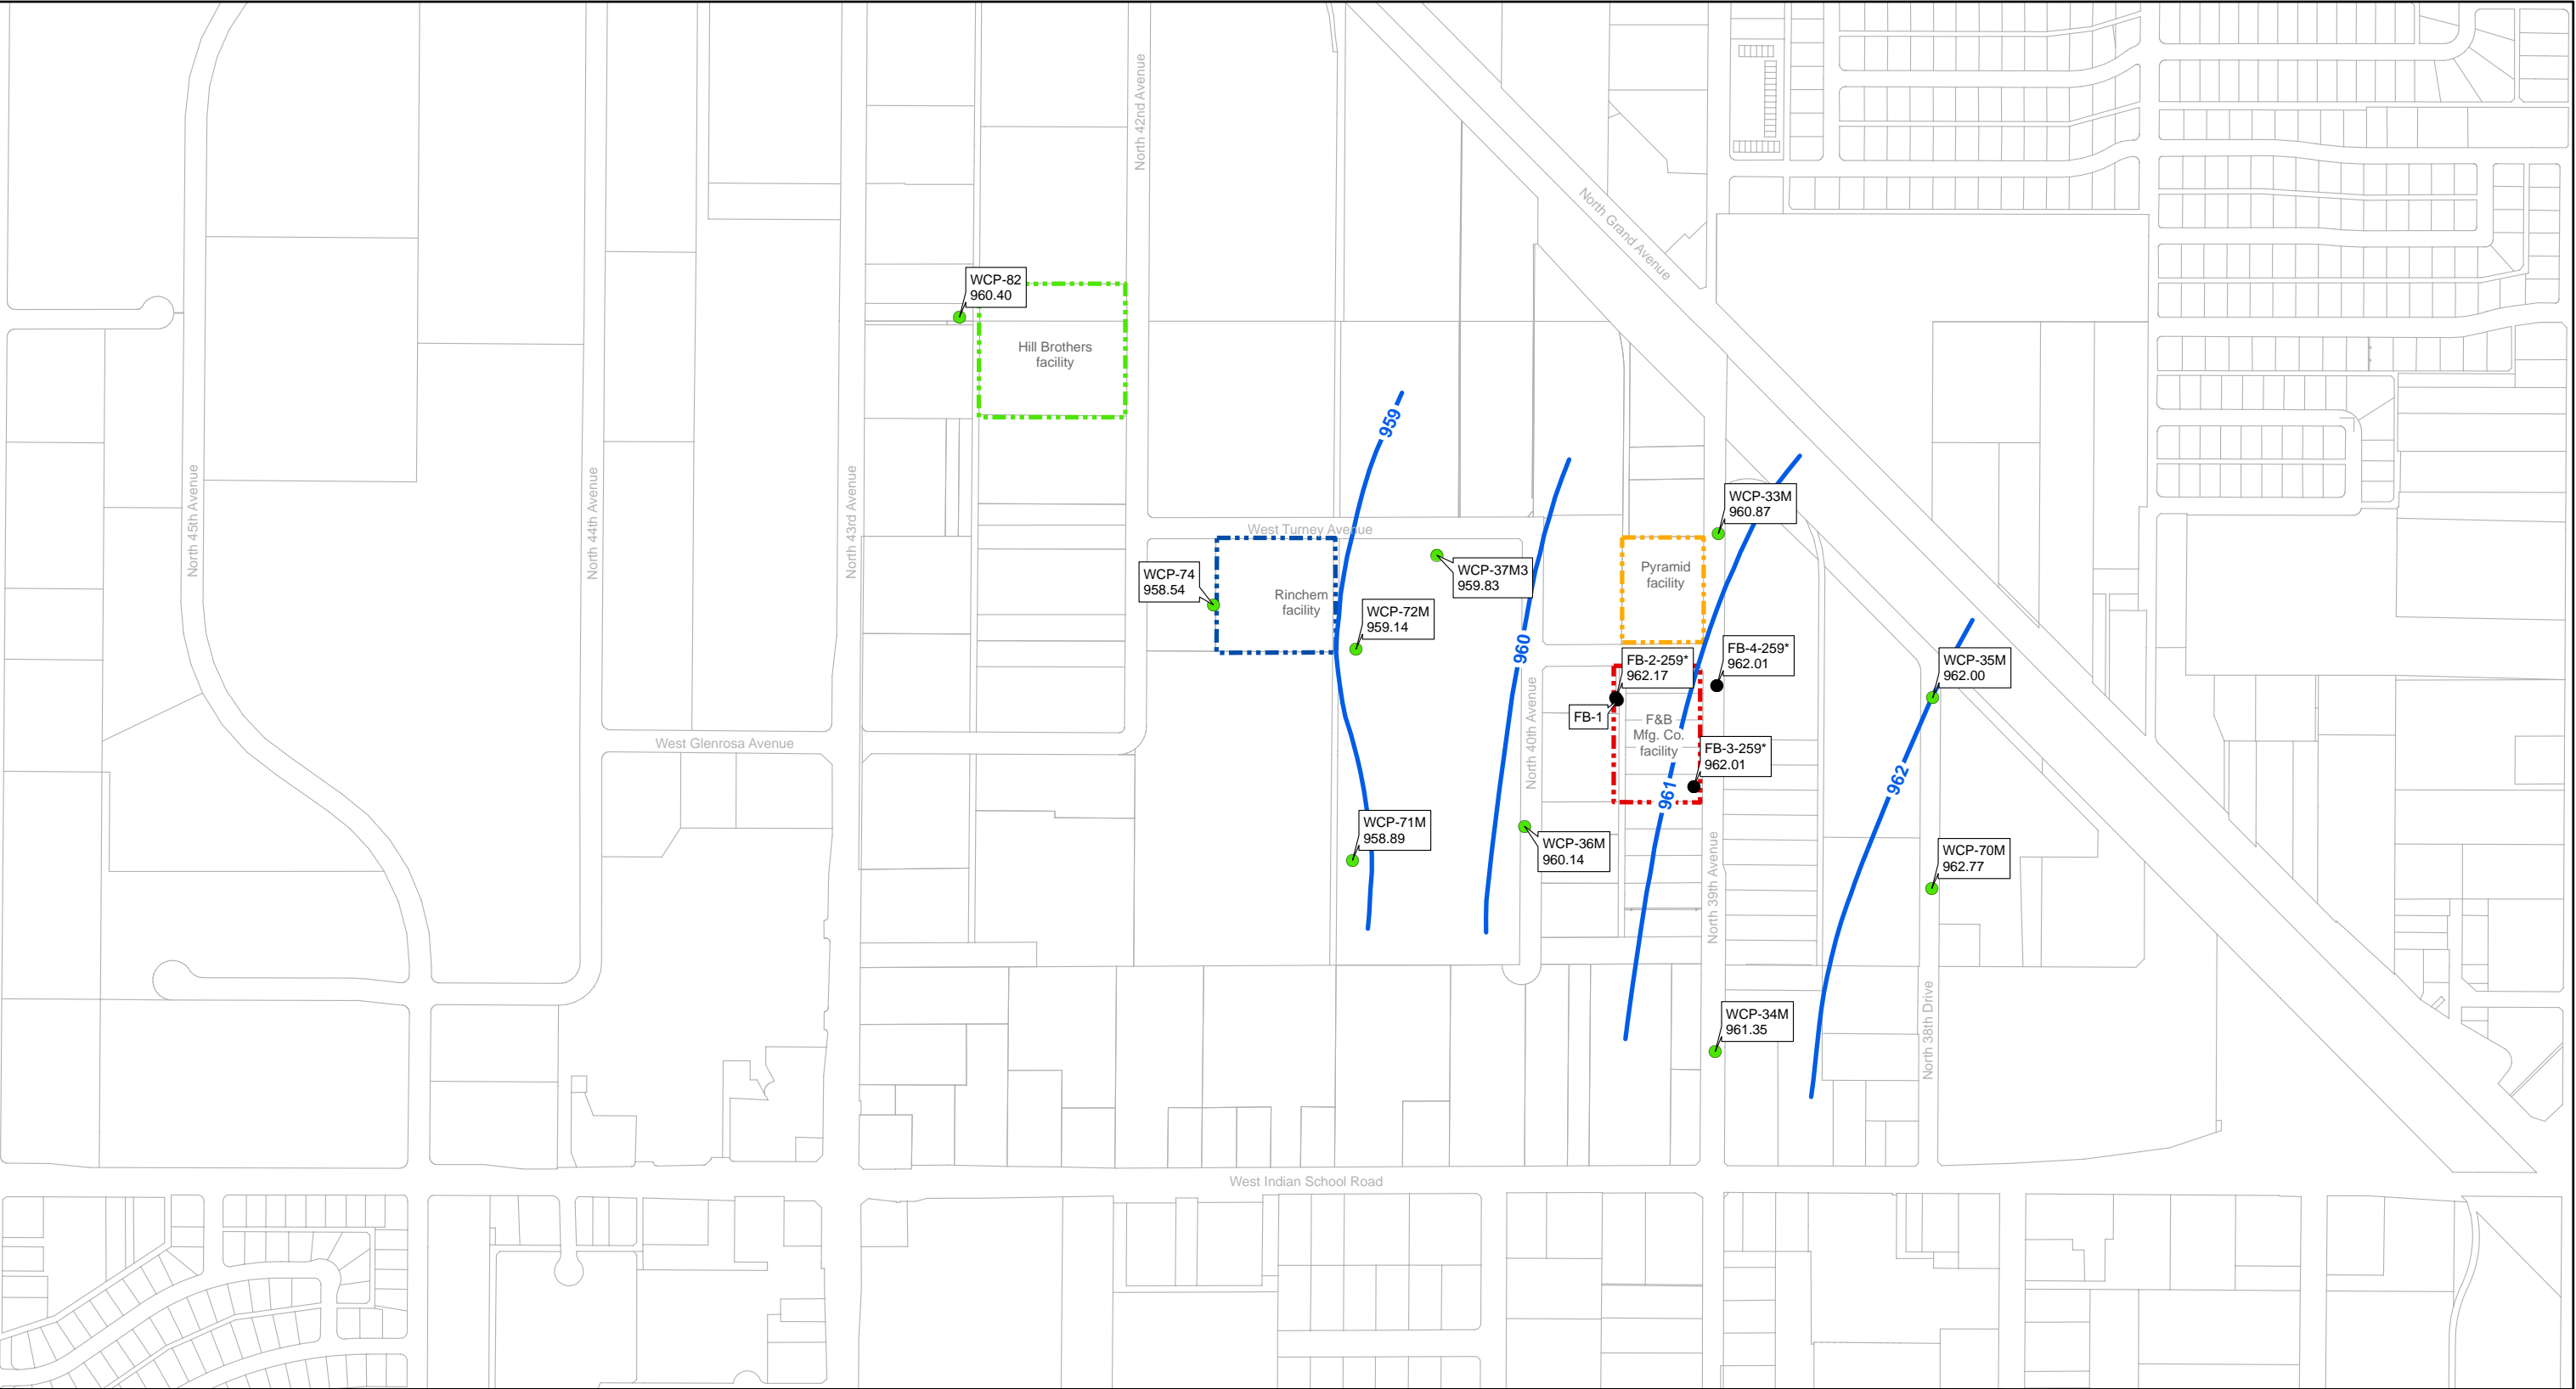 North 42nd Avenue
North Grand Avenue
WCP-82
960.40
Hill Brothers
facility
959
North 45th Avenue
North 44th Avenue
North 43rd Avenue
West Turney Avenue
WCP-33M
960.87
WCP-37M3
959.83
Pyramid
facility
WCP-74
958.54
Rinchem
facility
WCP-72M
959.14
960
FB-2-259*
962.17
FB-4-259*
962.01
WCP-35M
962.00
FB-1
F&B
Mfg. Co.
facility
North 40th Avenue
West Glenrosa Avenue
FB-3-259*
962.01
961
962
WCP-71M
958.89
WCP-36M
960.14
North 39th Avenue
WCP-70M
962.77
WCP-34M
961.35
North 38th Drive
West Indian School Road